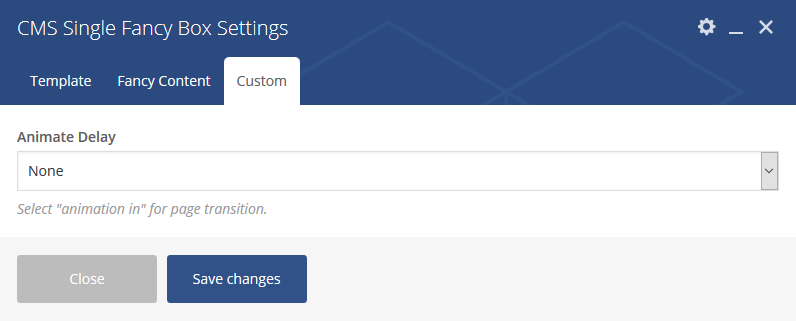 CMS Single Fancy Box Settings
Template Fancy Content Custom
Animate Delay
None
Select "animation in" for page transition.
Close Save changes